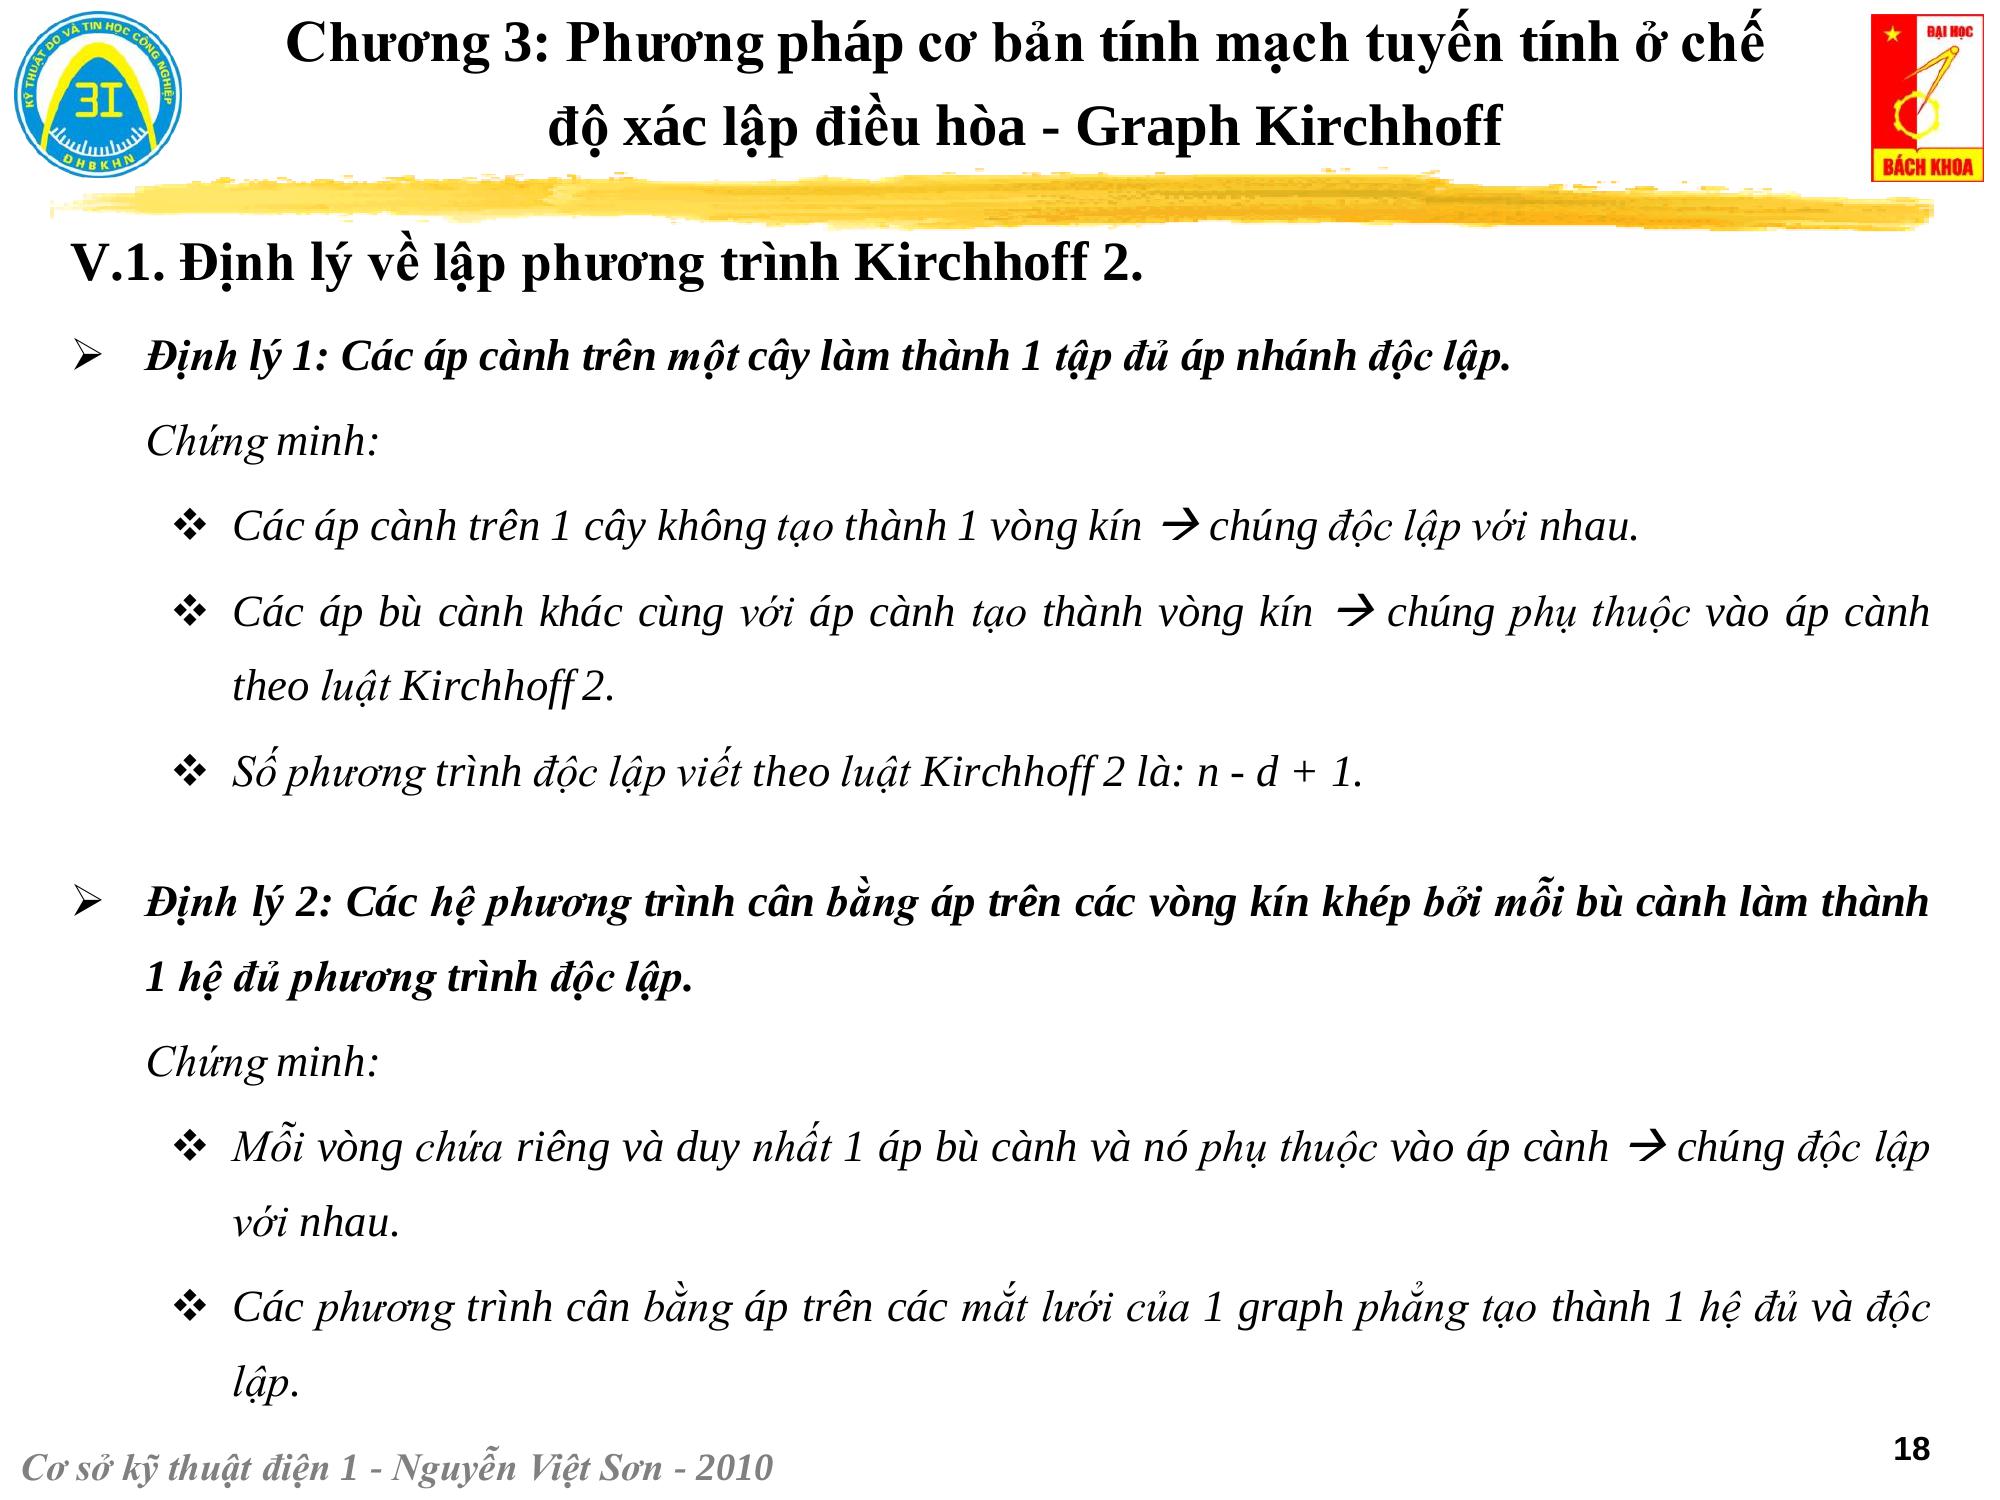 KỸ THUẬT ĐO VÀ TIN HỌC CÔNG NGHIỆP
3I
ĐHBKHN
Chương 3: Phương pháp cơ bản tính mạch tuyến tính ở chế
độ xác lập điều hòa - Graph Kirchhoff
ĐẠI HỌC
BÁCH KHOA
V.1. Định lý về lập phương trình Kirchhoff 2.
➢ Định lý 1: Các áp cành trên một cây làm thành 1 tập đủ áp nhánh độc lập.
Chứng minh:
❖ Các áp cành trên 1 cây không tạo thành 1 vòng kín → chúng độc lập với nhau.
❖ Các áp bù cành khác cùng với áp cành tạo thành vòng kín → chúng phụ thuộc vào áp cành
theo luật Kirchhoff 2.
❖ Số phương trình độc lập viết theo luật Kirchhoff 2 là: n - d + 1.
➢ Định lý 2: Các hệ phương trình cân bằng áp trên các vòng kín khép bởi mỗi bù cành làm thành
1 hệ đủ phương trình độc lập.
Chứng minh:
❖ Mỗi vòng chứa riêng và duy nhất 1 áp bù cành và nó phụ thuộc vào áp cành → chúng độc lập
với nhau.
❖ Các phương trình cân bằng áp trên các mắt lưới của 1 graph phẳng tạo thành 1 hệ đủ và độc
lập.
Cơ sở kỹ thuật điện 1 - Nguyễn Việt Sơn - 2010
18